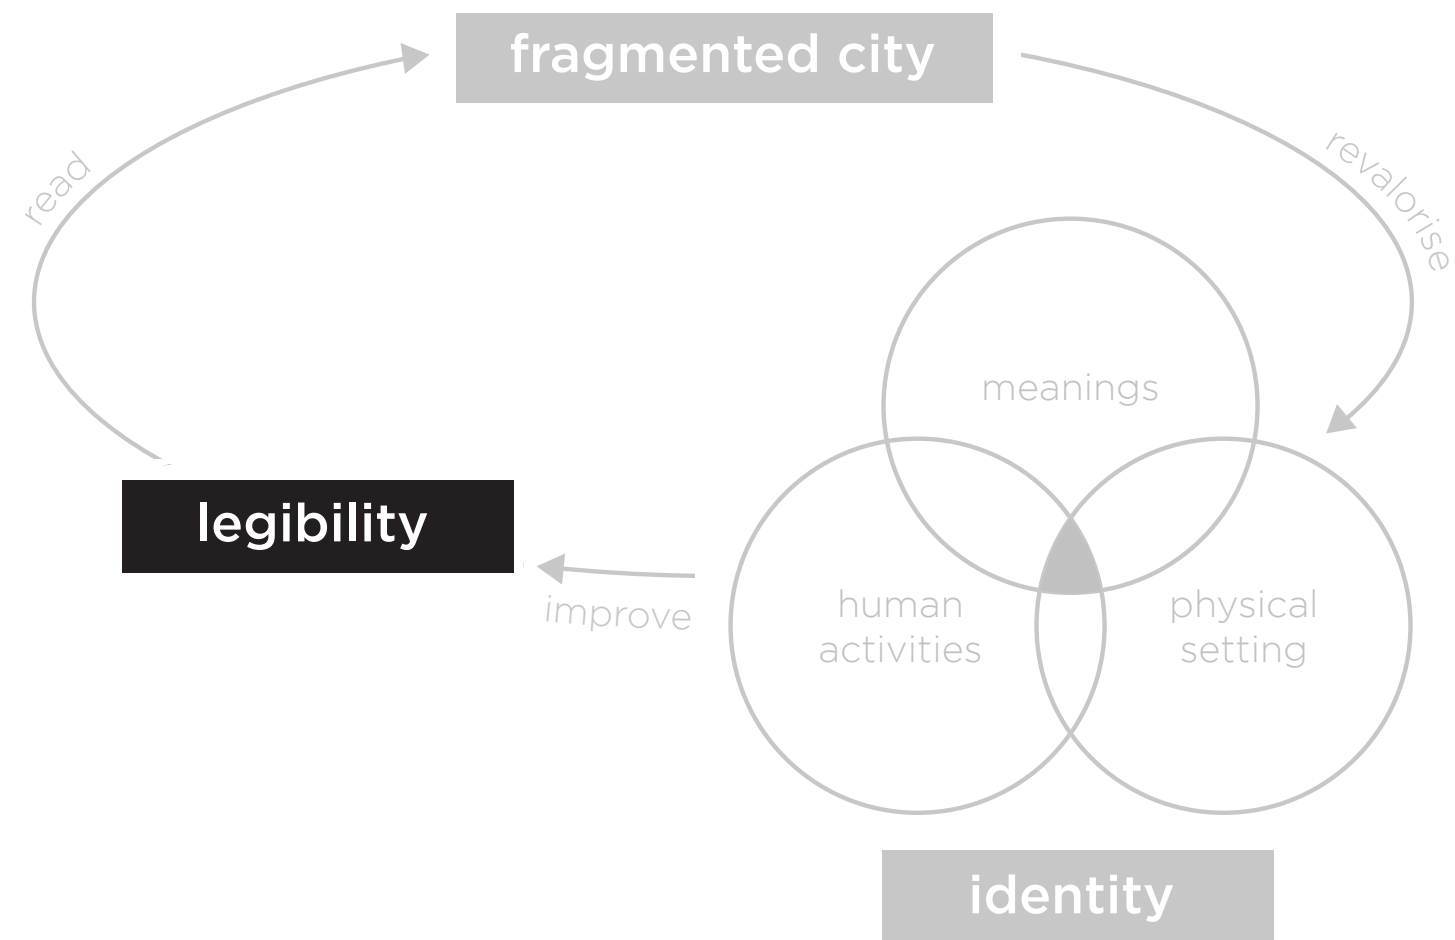 fragmented city
read
revalorise
meanings
legibility
improve
human
activities
physical
setting
identity